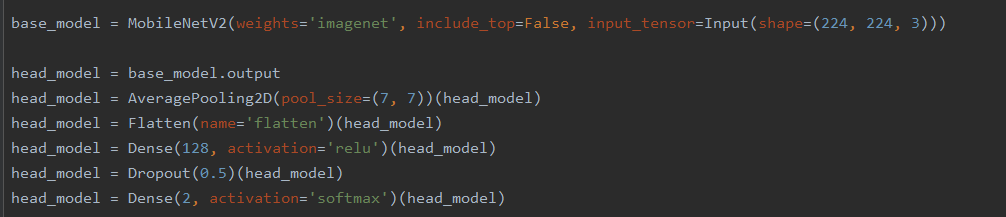 base_model = MobileNetV2(weights='imagenet', include_top=False, input_tensor=Input(shape=(224, 224, 3)))
head_model = base_model.output
head_model = AveragePooling2D(pool_size=(7, 7))(head_model)
head_model = Flatten(name='flatten')(head_model)
head_model = Dense(128, activation='relu')(head_model)
head_model = Dropout(0.5)(head_model)
head_model = Dense(2, activation='softmax')(head_model)